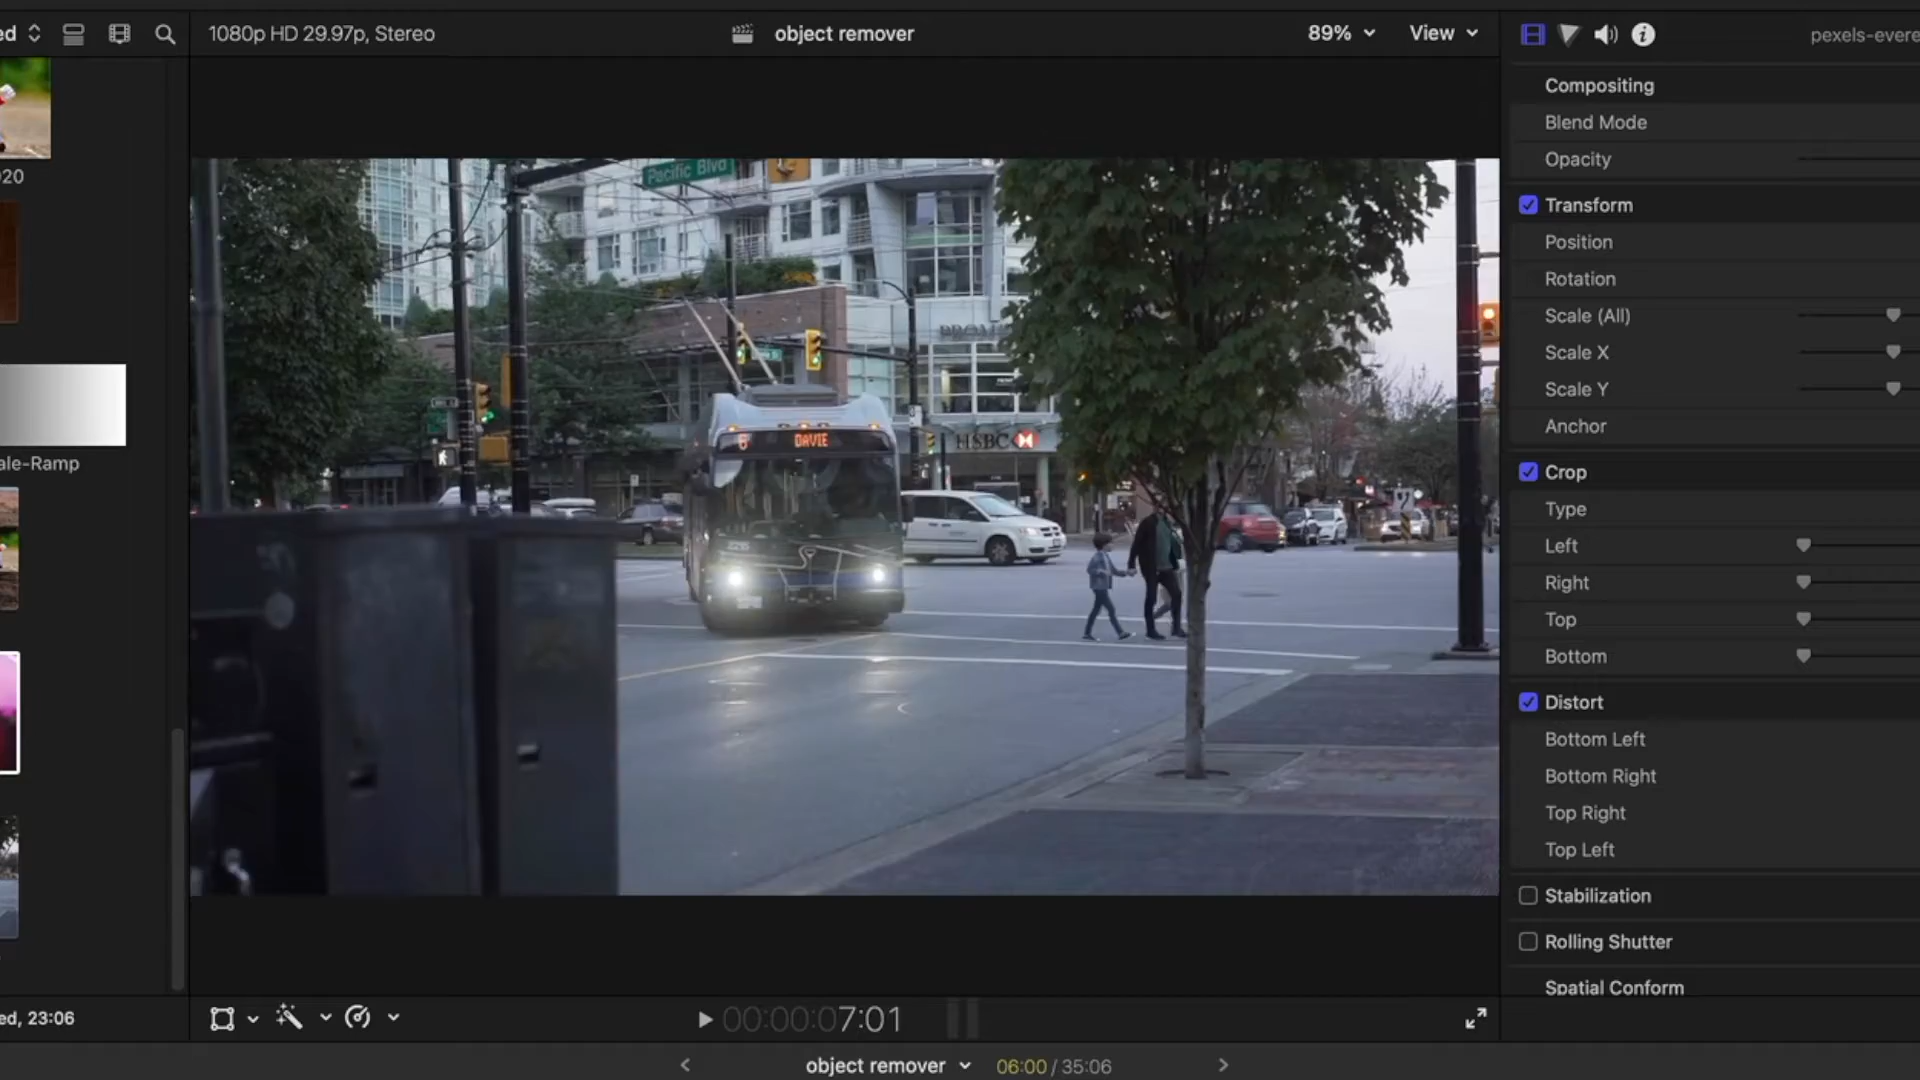 ed
1080p HD 29.97p, Stereo
object remover
89%
View
pexels-evere
Compositing
Blend Mode
Opacity
Transform
Position
Rotation
Scale (All)
Scale X
Scale Y
Anchor
Crop
Type
Left
Right
Top
Bottom
Distort
Bottom Left
Bottom Right
Top Right
Top Left
Stabilization
Rolling Shutter
Spatial Conform
020
ale-Ramp
Pacific Blvd
6 DAVIE
HSBC
ed, 23:06
00:00:07:01
object remover
06:00 / 35:06